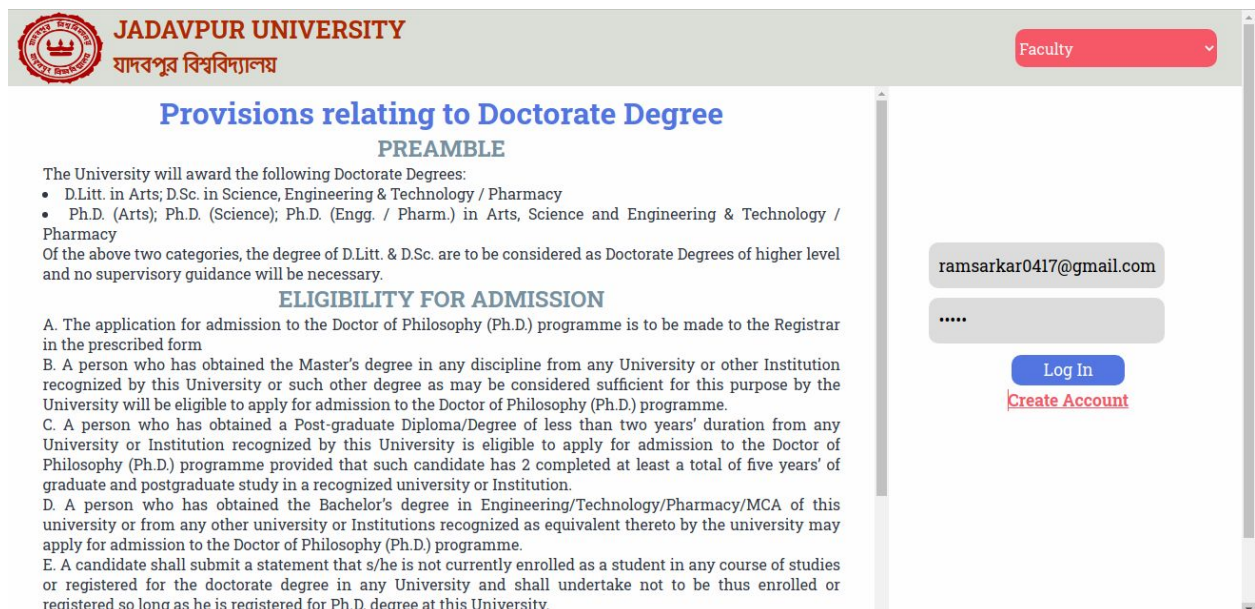 JADAVPUR UNIVERSITY
যাদবপুর বিশ্ববিদ্যালয়
Faculty
Provisions relating to Doctorate Degree
PREAMBLE
The University will award the following Doctorate Degrees:
• D.Litt. in Arts; D.Sc. in Science, Engineering & Technology / Pharmacy
• Ph.D. (Arts); Ph.D. (Science); Ph.D. (Engg. / Pharm.) in Arts, Science and Engineering & Technology /
Pharmacy
Of the above two categories, the degree of D.Litt. & D.Sc. are to be considered as Doctorate Degrees of higher level
and no supervisory guidance will be necessary.
ELIGIBILITY FOR ADMISSION
A. The application for admission to the Doctor of Philosophy (Ph.D.) programme is to be made to the Registrar
in the prescribed form
B. A person who has obtained the Master's degree in any discipline from any University or other Institution
recognized by this University or such other degree as may be considered sufficient for this purpose by the
University will be eligible to apply for admission to the Doctor of Philosophy (Ph.D.) programme.
C. A person who has obtained a Post-graduate Diploma/Degree of less than two years' duration from any
University or Institution recognized by this University is eligible to apply for admission to the Doctor of
Philosophy (Ph.D.) programme provided that such candidate has 2 completed at least a total of five years' of
graduate and postgraduate study in a recognized university or Institution.
D. A person who has obtained the Bachelor's degree in Engineering/Technology/Pharmacy/MCA of this
university or from any other university or Institutions recognized as equivalent thereto by the university may
apply for admission to the Doctor of Philosophy (Ph.D.) programme.
E. A candidate shall submit a statement that s/he is not currently enrolled as a student in any course of studies
or registered for the doctorate degree in any University and shall undertake not to be thus enrolled or
registered so long as he is registered for Ph.D. degree at this University.
ramsarkar0417@gmail.com
•••••
Log In
Create Account